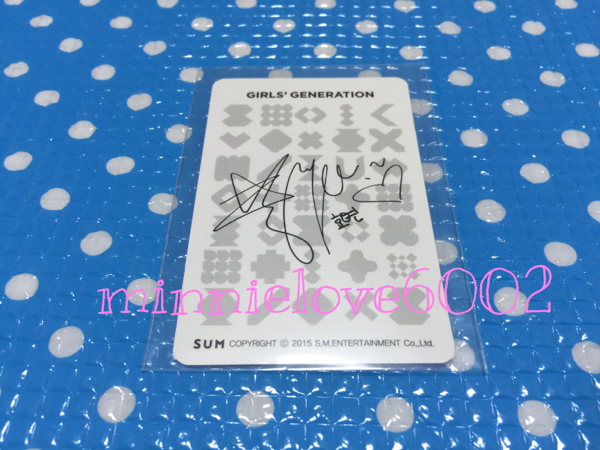 GIRLS' GENERATION
minnielove6002
SUM COPYRIGHT © 2015 S.M.ENTERTAINMENT Co.,Ltd.